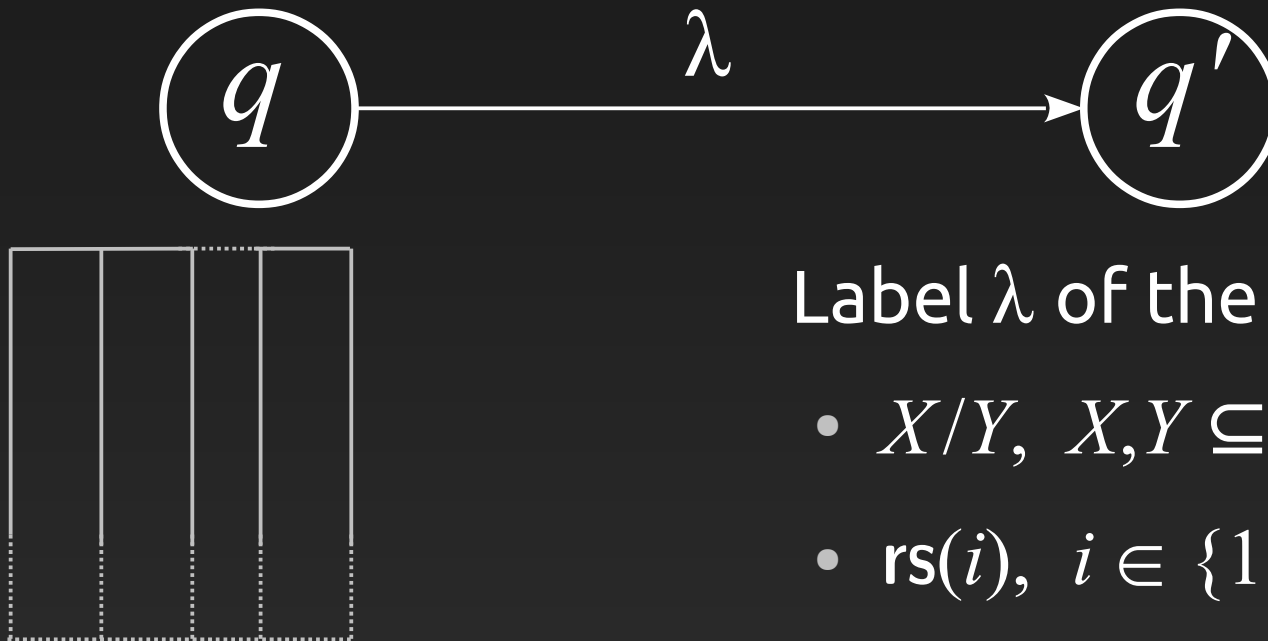 λ
q q′
Label λ of the
• X/Y, X,Y ⊆
• rs(i), i ∈ {1